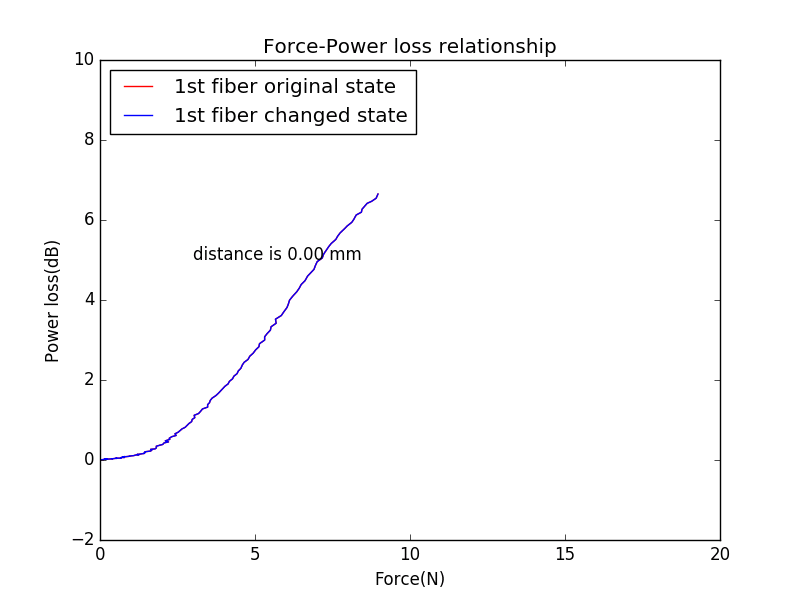 Force-Power loss relationship
10
1st fiber original state
1st fiber changed state
8
6
distance is 0.00 mm
Power loss(dB)
4
2
0
−2
0 5 10 15 20
Force(N)